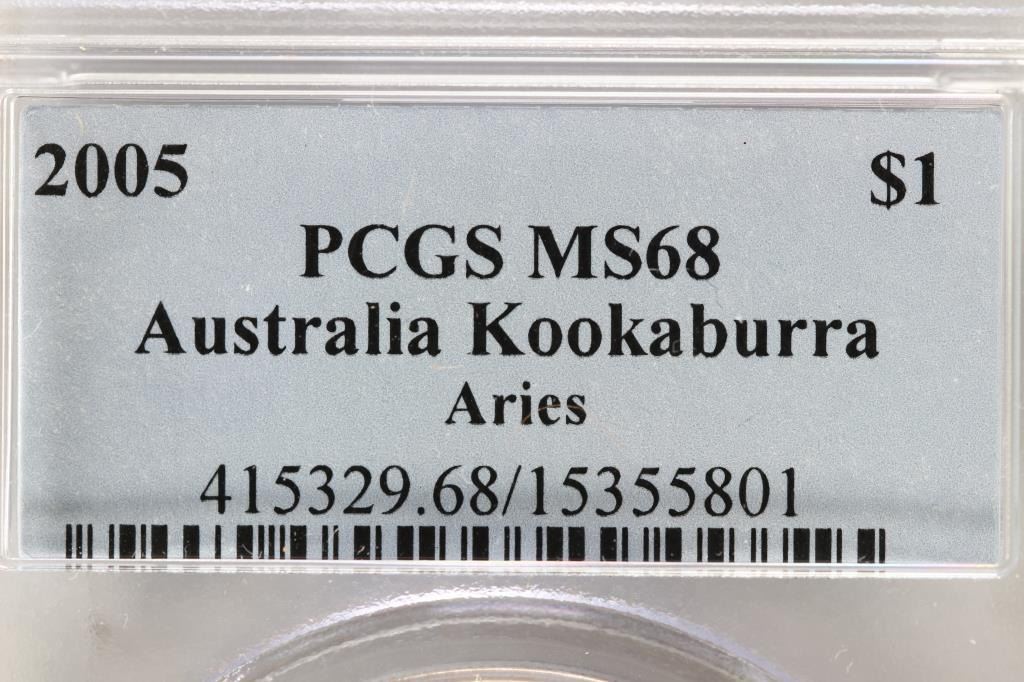 2005 $1
PCGS MS68
Australia Kookaburra
Aries
415329.68/15355801